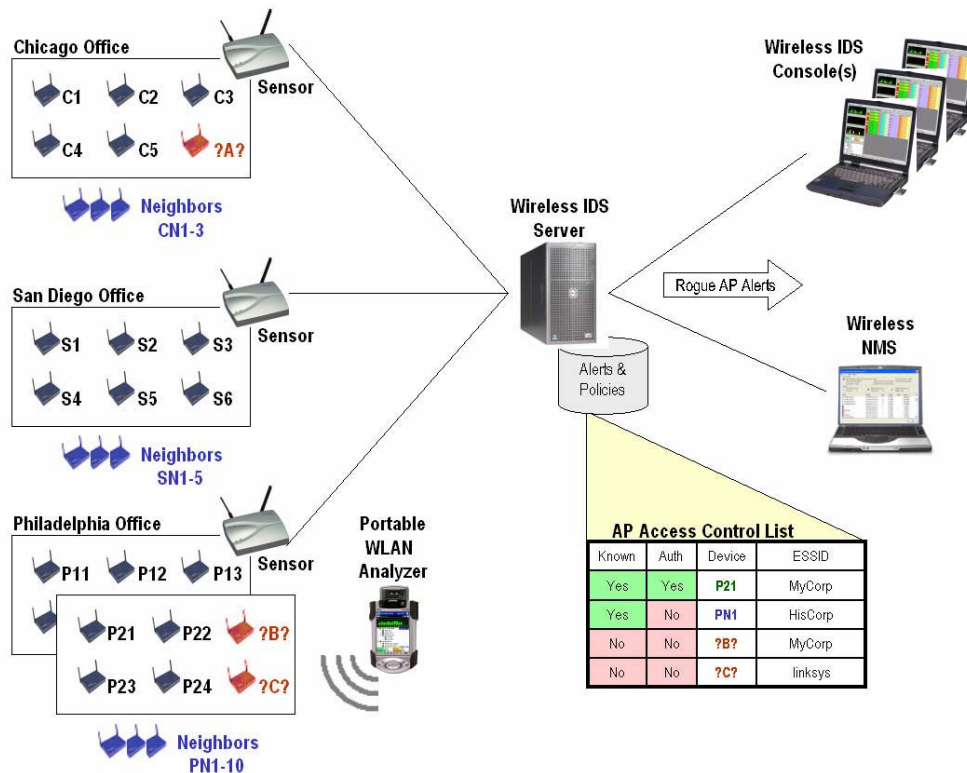 Chicago Office
Sensor
C1 C2 C3
C4 C5 ?A?
Neighbors
CN1-3
San Diego Office
Sensor
S1 S2 S3
S4 S5 S6
Neighbors
SN1-5
Philadelphia Office
Sensor
P11 P12 P13
P21 P22 ?B?
P23 P24 ?C?
Neighbors
PN1-10
Portable
WLAN
Analyzer
Wireless IDS
Server
Alerts &
Policies
Wireless IDS
Console(s)
Rogue AP Alerts
Wireless
NMS
AP Access Control List
Known Auth Device ESSID
Yes Yes P21 MyCorp
Yes No PN1 HisCorp
No No ?B? MyCorp
No No ?C? linksys